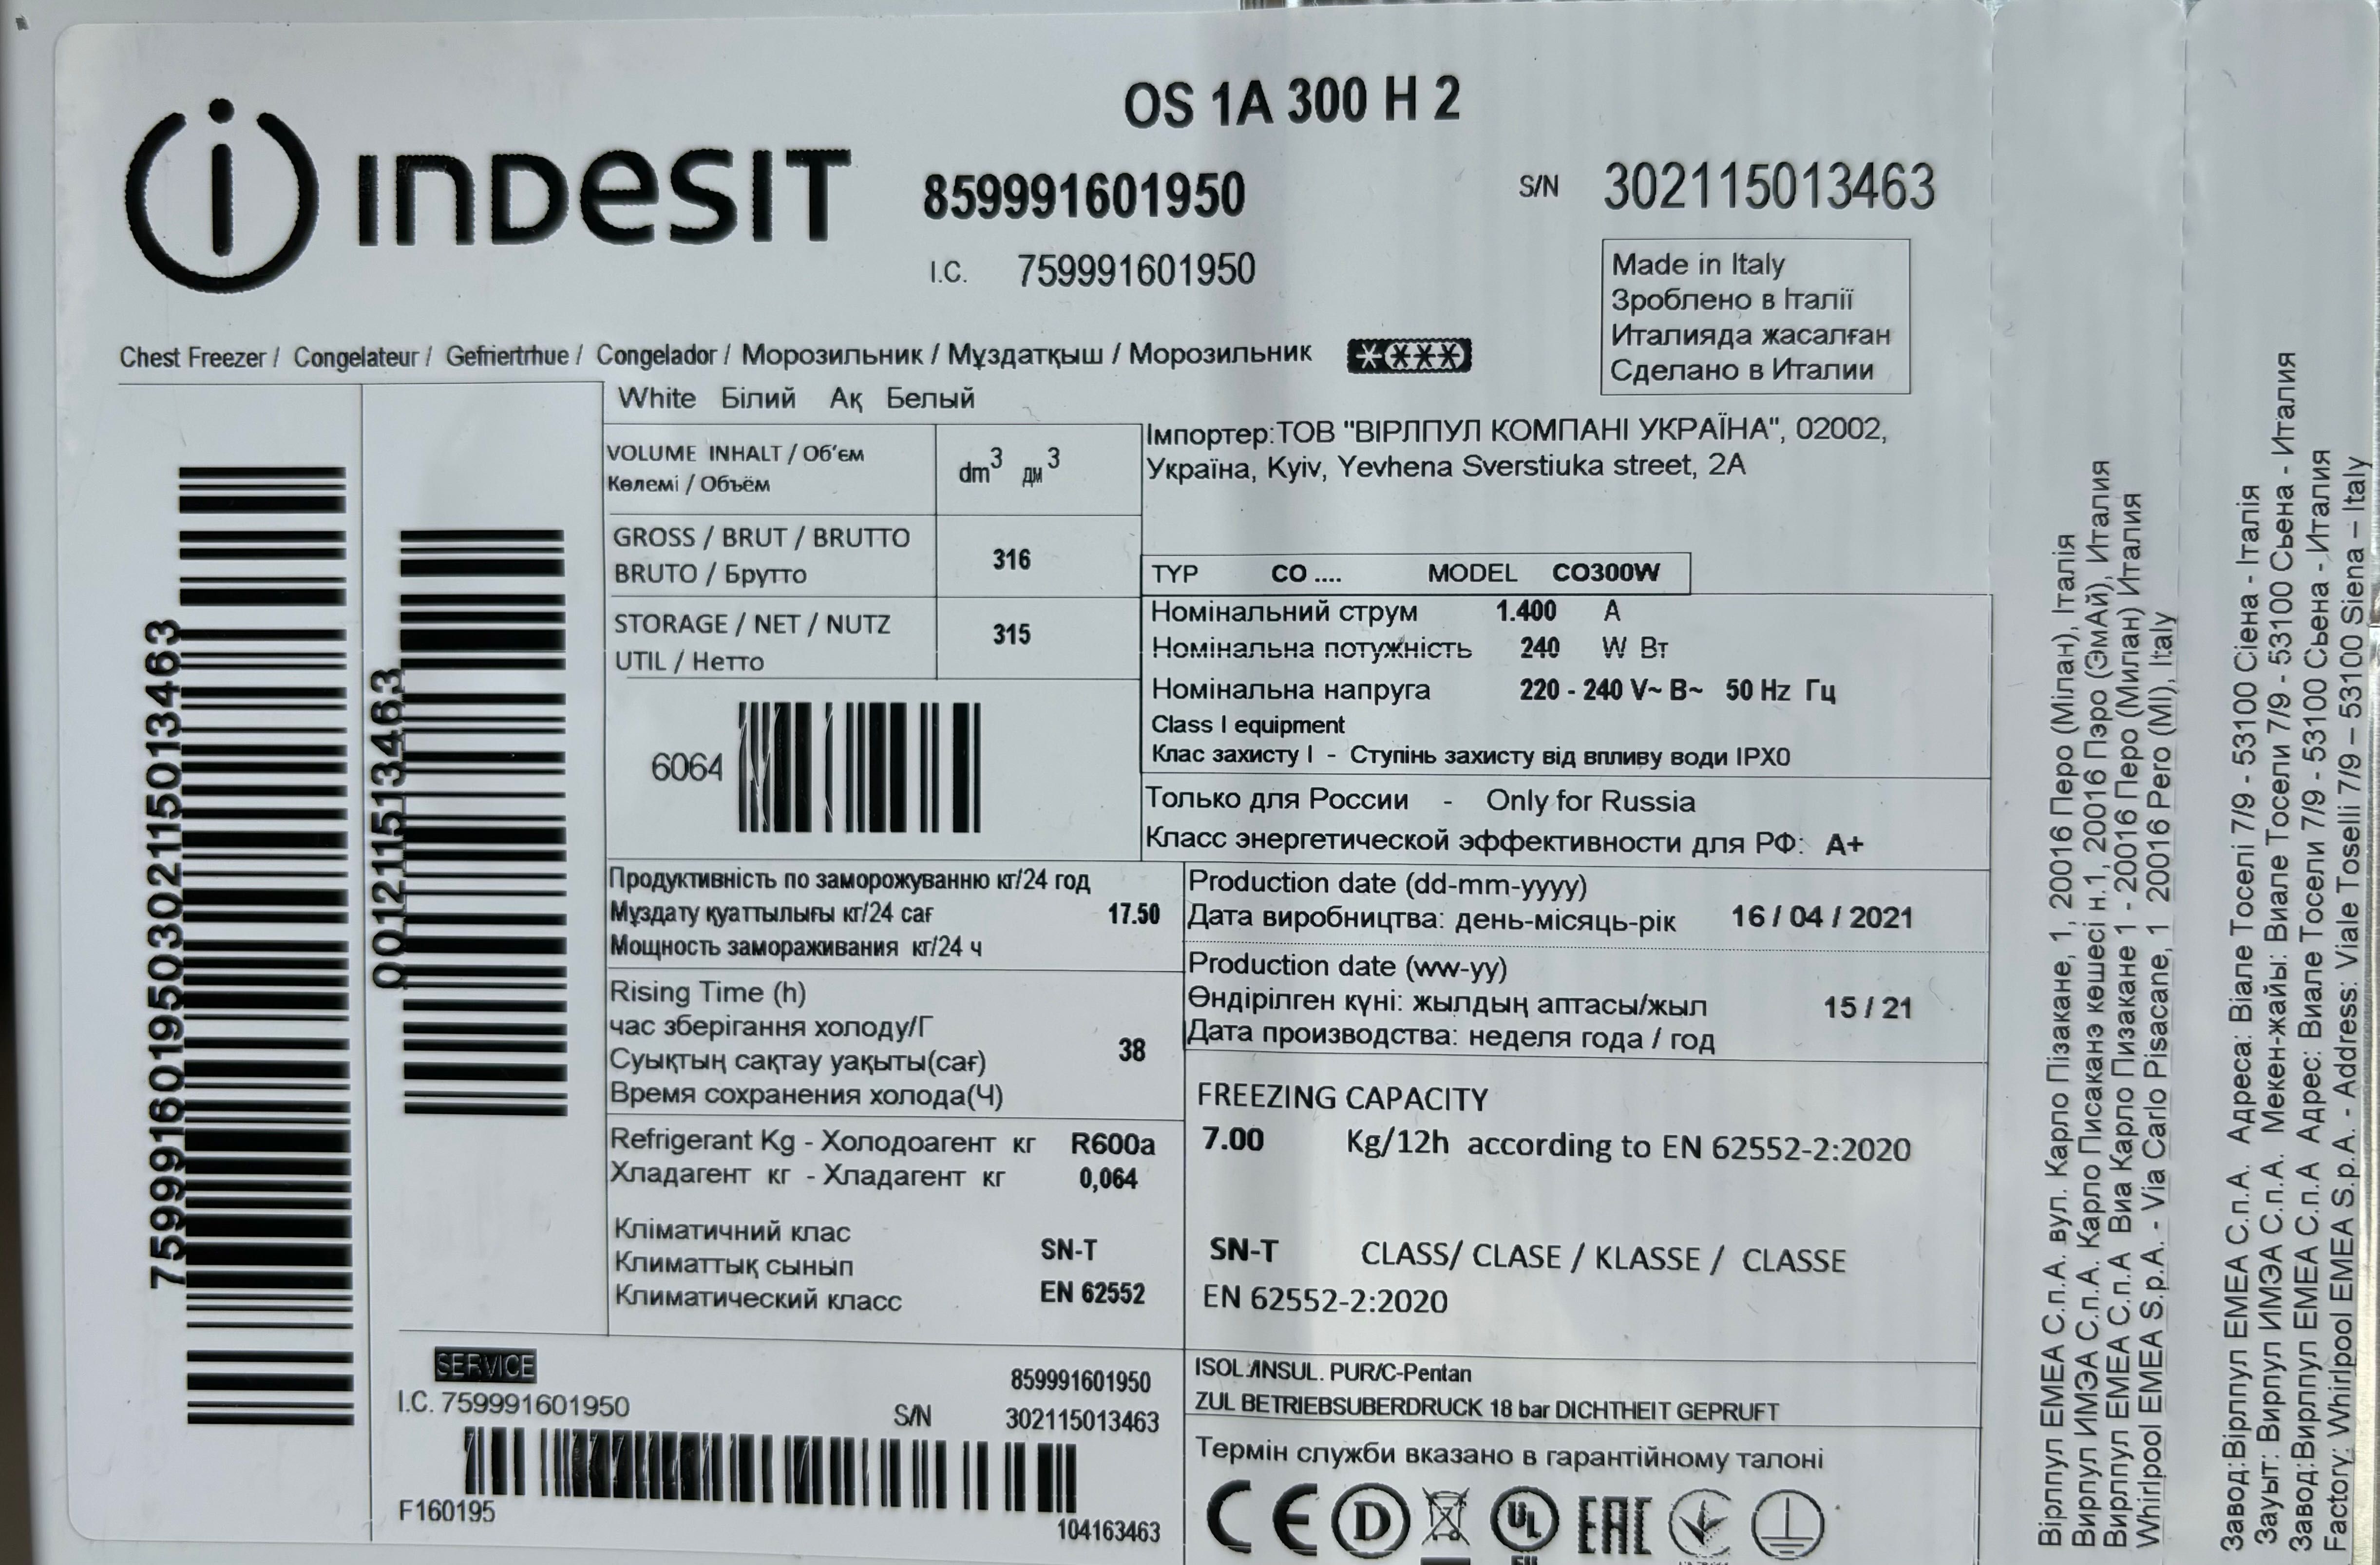 OS 1A 300 H 2
INDESIT
859991601950
S/N 302115013463
I.C. 759991601950
Made in Italy
Зроблено в Італії
Италияда жасалған
Сделано в Италии
Chest Freezer / Congelateur / Gefriertrhue / Congelador / Морозильник / Мұздатқыш / Морозильник
White Білий Ақ Белый
VOLUME INHALT / Об'єм
Көлемі / Объём
dm³ дм³
GROSS / BRUT / BRUTTO
BRUTO / Брутто
316
STORAGE / NET / NUTZ
UTIL / Нетто
315
6064
Імпортер:ТОВ "ВІРЛПУЛ КОМПАНІ УКРАЇНА", 02002,
Україна, Kyiv, Yevhena Sverstiuka street, 2A
TYP CO .... MODEL CO300W
Номінальний струм 1.400 A
Номінальна потужність 240 W Вт
Номінальна напруга 220 - 240 V~ В~ 50 Hz Гц
Class I equipment
Клас захисту I - Ступінь захисту від впливу води IPX0
Только для России - Only for Russia
Класс энергетической эффективности для РФ: A+
Продуктивність по заморожуванню кг/24 год
Мұздату қуаттылығы кг/24 сағ
Мощность замораживания кг/24 ч
17.50
Production date (dd-mm-yyyy)
Дата виробництва: день-місяць-рік 16 / 04 / 2021
Production date (ww-yy)
Өндірілген күні: жылдың аптасы/жыл
Дата производства: неделя года / год
15 / 21
Rising Time (h)
час зберігання холоду/Г
Суықтың сақтау уақыты(сағ)
Время сохранения холода(Ч)
38
Refrigerant Kg - Холодоагент кг R600a
Хладагент кг - Хладагент кг 0,064
Кліматичний клас
Климаттық сынып
Климатический класс
SN-T
EN 62552
FREEZING CAPACITY
7.00 Kg/12h according to EN 62552-2:2020
SN-T CLASS/ CLASE / KLASSE / CLASSE
EN 62552-2:2020
ISOL./INSUL. PUR/C-Pentan
ZUL BETRIEBSUBERDRUCK 18 bar DICHTHEIT GEPRUFT
Термін служби вказано в гарантійному талоні
CE D UL EAC
SERVICE
I.C. 759991601950
859991601950
S/N 302115013463
F160195
104163463
759991601950302115013463
001211513463
Вірлпул ЕМЕА С.п.А. вул. Карло Пізакане, 1, 20016 Перо (Мілан), Італія
Вирпул ИМЭА С.п.А. Карло Писаканэ көшесі н.1, 20016 Пэро (ЭмАй), Италия
Вирлпул ЕМЕА С.п.А Виа Карло Пизакане 1 - 20016 Перо (Милан) Италия
Whirlpool EMEA S.p.A. - Via Carlo Pisacane, 1 20016 Pero (MI), Italy
Завод:Вірлпул ЕМЕА С.п.А. Адреса: Віале Тоселі 7/9 - 53100 Сіена - Італія
Зауыт: Вирпул ИМЭА С.п.А. Мекен-жайы: Виале Тосели 7/9 - 53100 Сьена - Италия
Завод:Вирлпул ЕМЕА С.п.А Адрес: Виале Тосели 7/9 - 53100 Сьена - Италия
Factory: Whirlpool EMEA S.p.A. - Address: Viale Toselli 7/9 – 53100 Siena – Italy